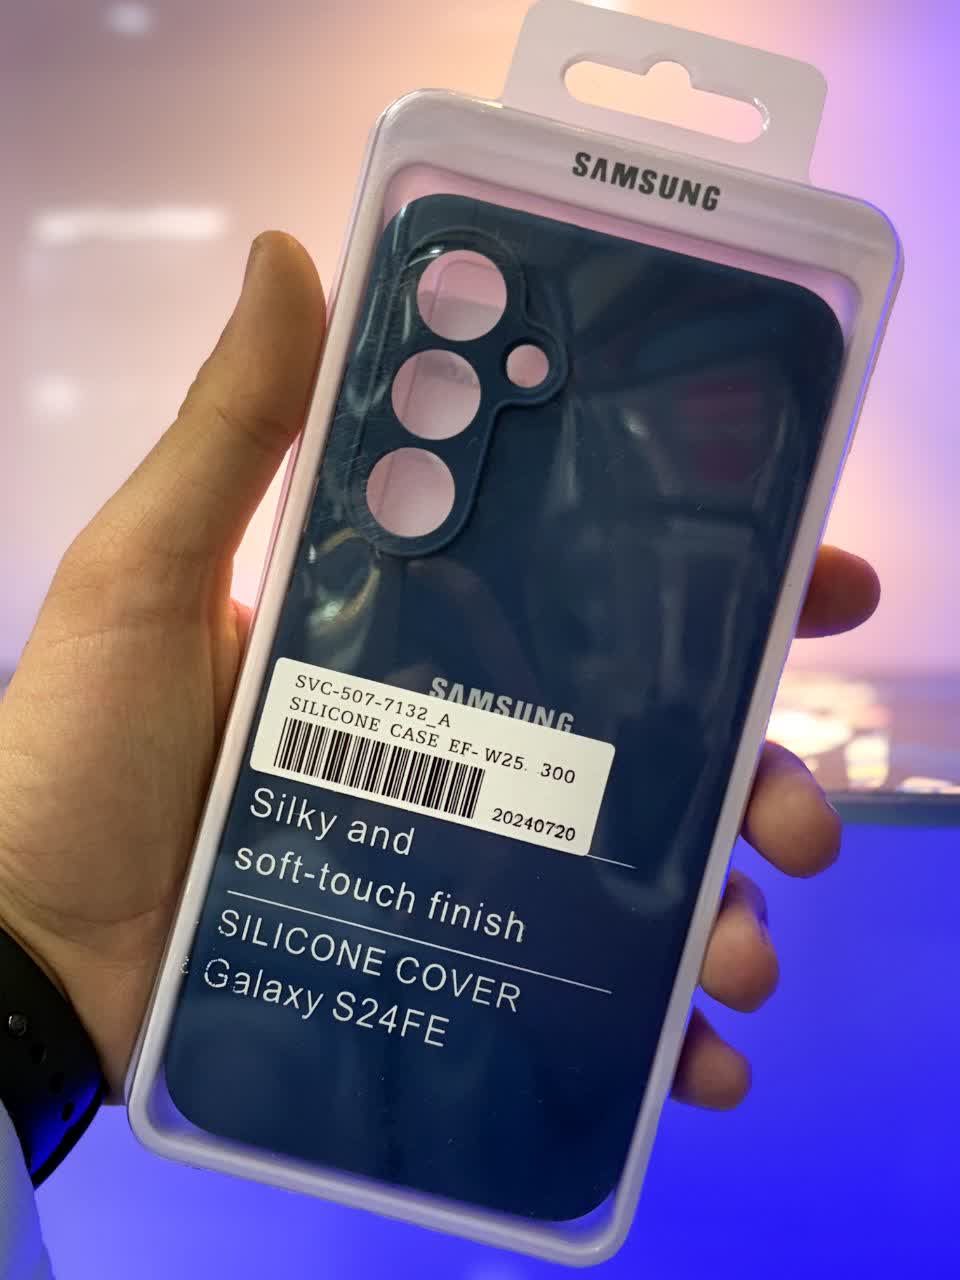 SAMSUNG
SAMSUNG
SVC-507-7132_A
SILICONE CASE EF-W25. 300
20240720
Silky and
soft-touch finish
SILICONE COVER
Galaxy S24FE